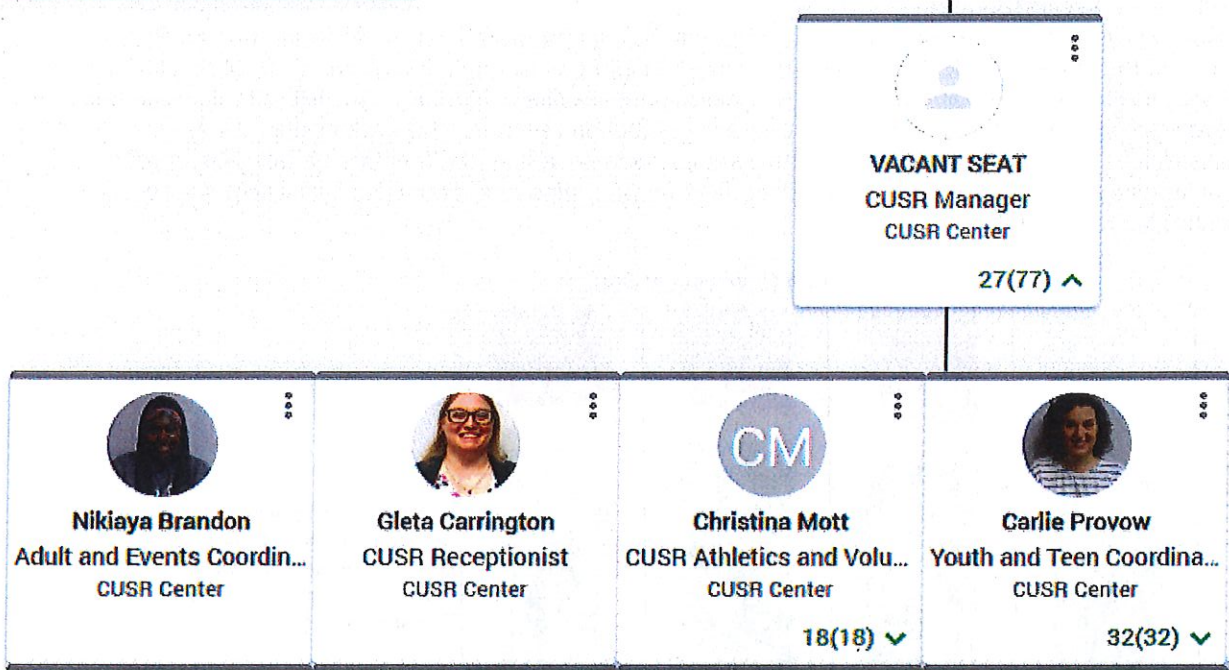 VACANT SEAT
CUSR Manager
CUSR Center
27(77)
Nikiaya Brandon
Adult and Events Coordin...
CUSR Center
Gleta Carrington
CUSR Receptionist
CUSR Center
CM
Christina Mott
CUSR Athletics and Volu...
CUSR Center
18(18)
Carlie Provow
Youth and Teen Coordina...
CUSR Center
32(32)